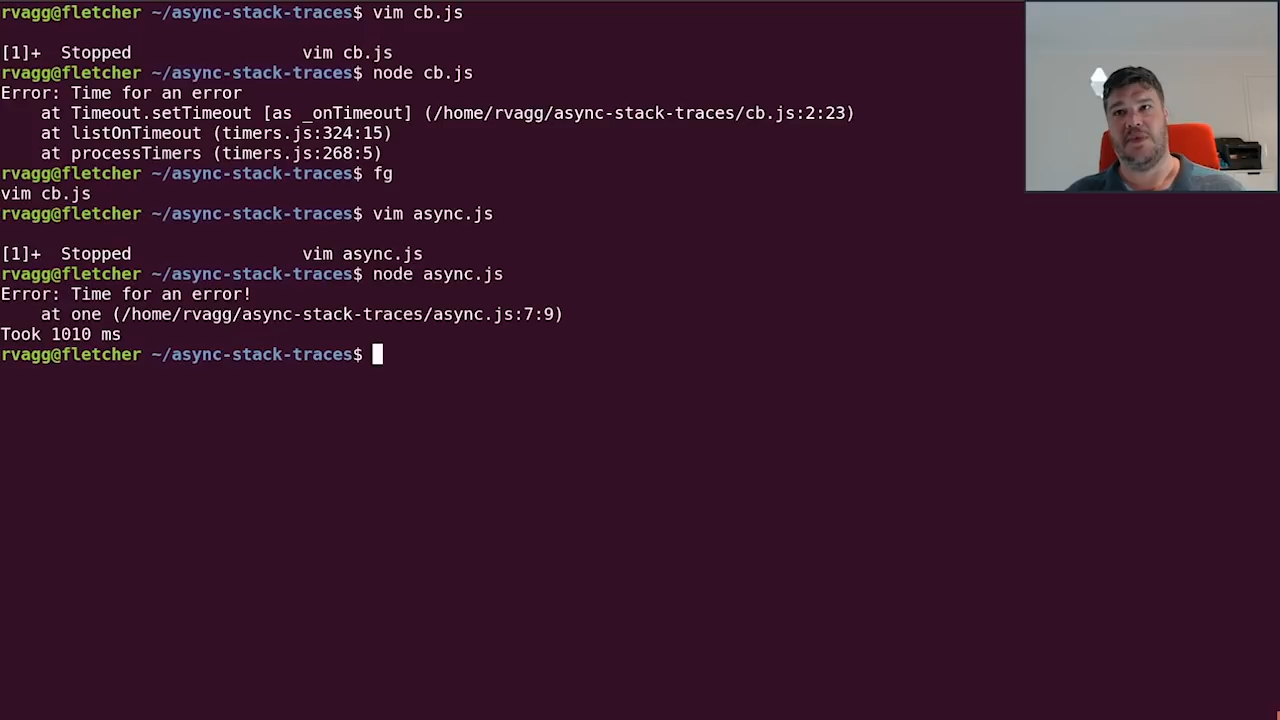 rvagg@fletcher ~/async-stack-traces$ vim cb.js
[1]+  Stopped                 vim cb.js
rvagg@fletcher ~/async-stack-traces$ node cb.js
Error: Time for an error
    at Timeout.setTimeout [as _onTimeout] (/home/rvagg/async-stack-traces/cb.js:2:23)
    at listOnTimeout (timers.js:324:15)
    at processTimers (timers.js:268:5)
rvagg@fletcher ~/async-stack-traces$ fg
vim cb.js
rvagg@fletcher ~/async-stack-traces$ vim async.js
[1]+  Stopped                 vim async.js
rvagg@fletcher ~/async-stack-traces$ node async.js
Error: Time for an error!
    at one (/home/rvagg/async-stack-traces/async.js:7:9)
Took 1010 ms
rvagg@fletcher ~/async-stack-traces$